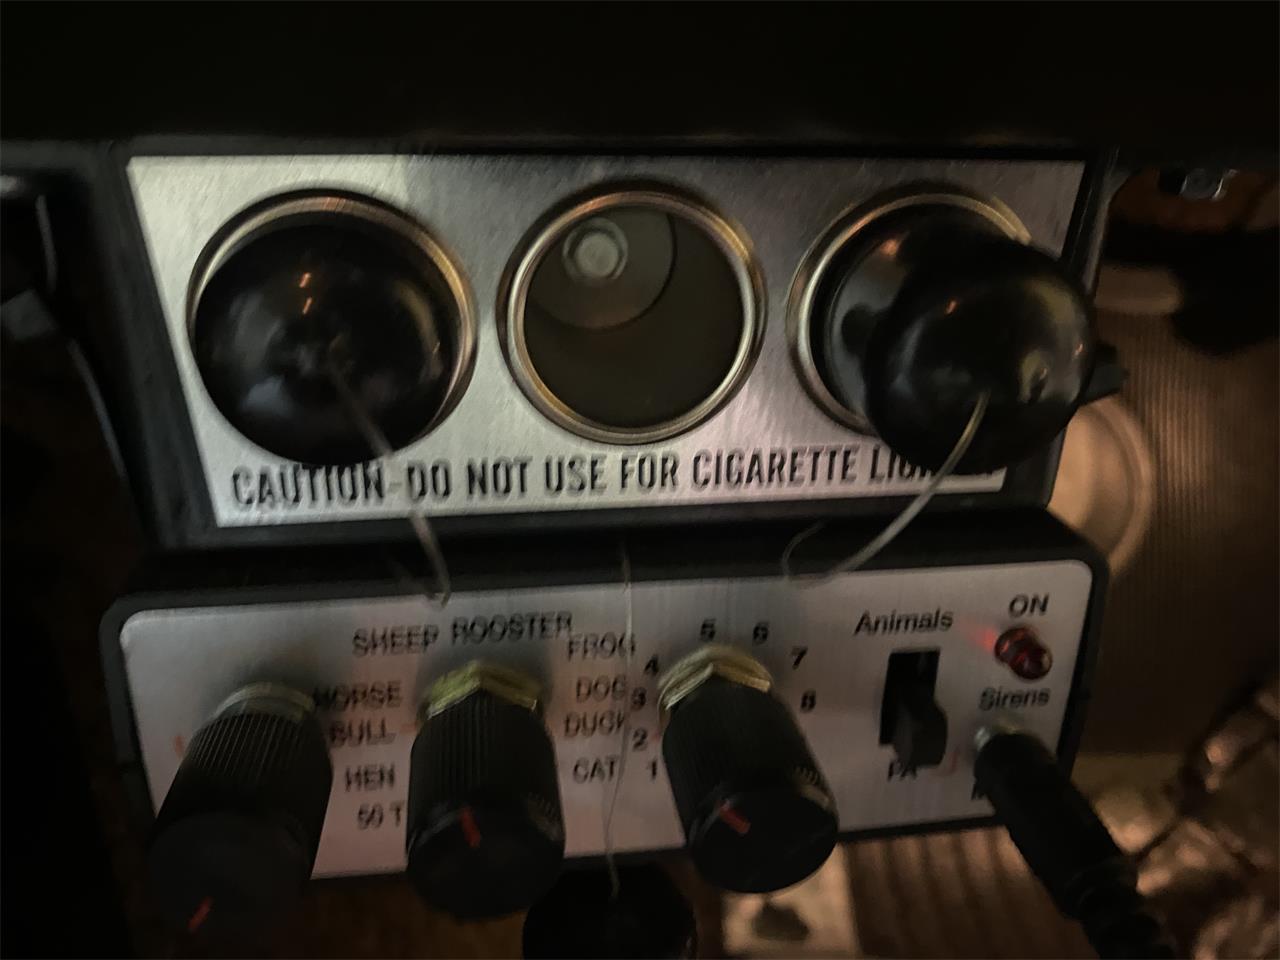 CAUTION-DO NOT USE FOR CIGARETTE
SHEEP ROOSTER
FROG
HORSE
DOG
BULL
DUCK
HEN
CAT
50 T
1
2
3
4
5
6
7
8
Animals
ON
Sirens
PA